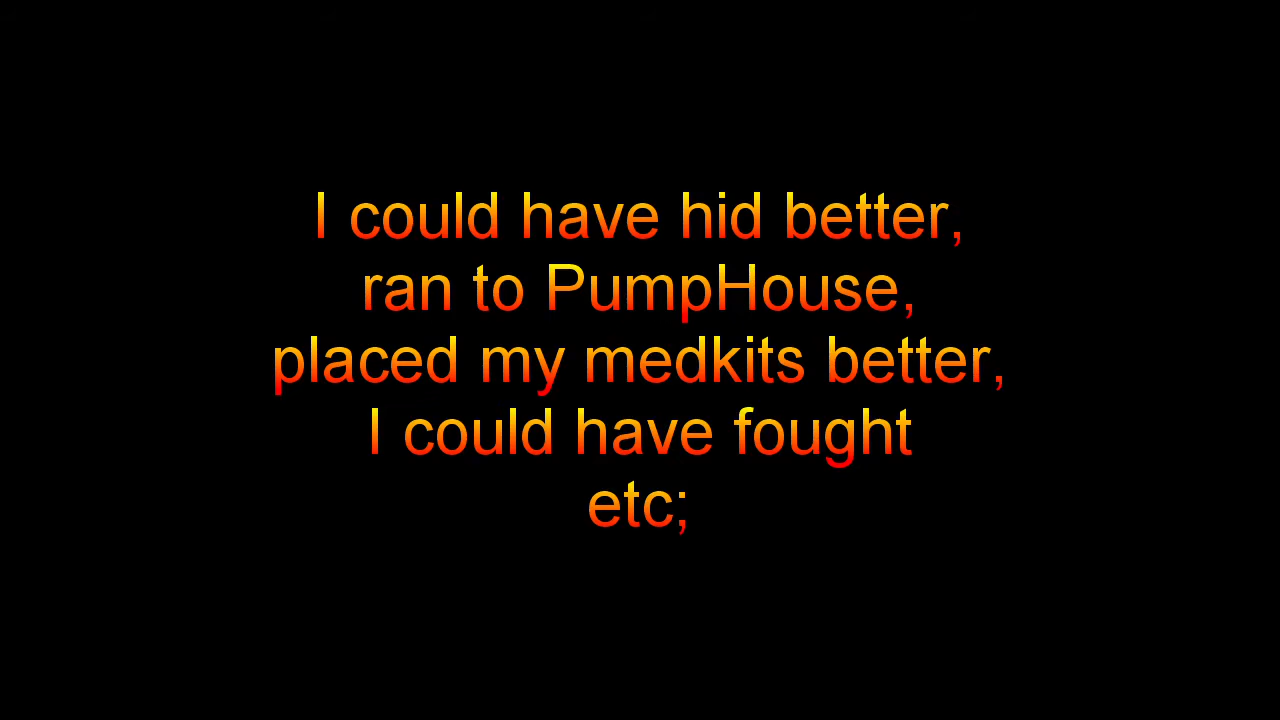 I could have hid better,
ran to PumpHouse,
placed my medkits better,
I could have fought
etc;